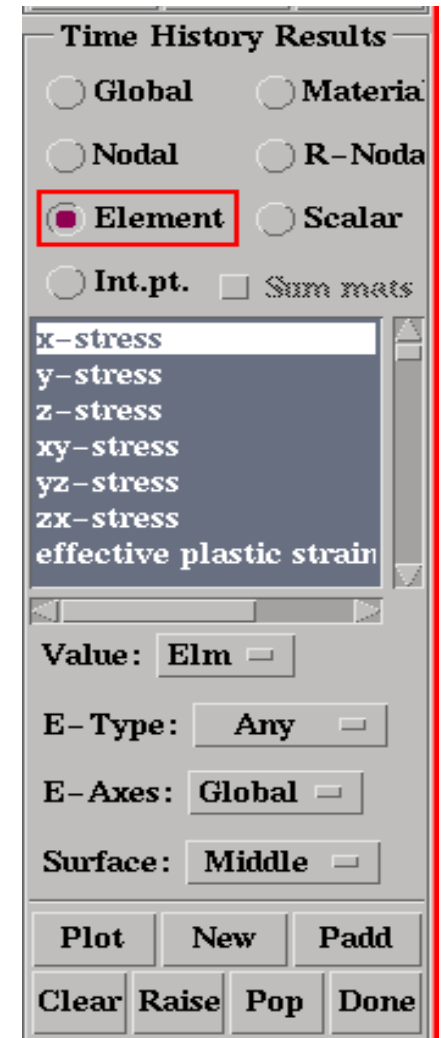 Time History Results
Global Materia
Nodal R-Noda
Element Scalar
Int.pt. Sum mats
x-stress
y-stress
z-stress
xy-stress
yz-stress
zx-stress
effective plastic strain
Value: Elm
E-Type: Any
E-Axes: Global
Surface: Middle
Plot New Padd
Clear Raise Pop Done